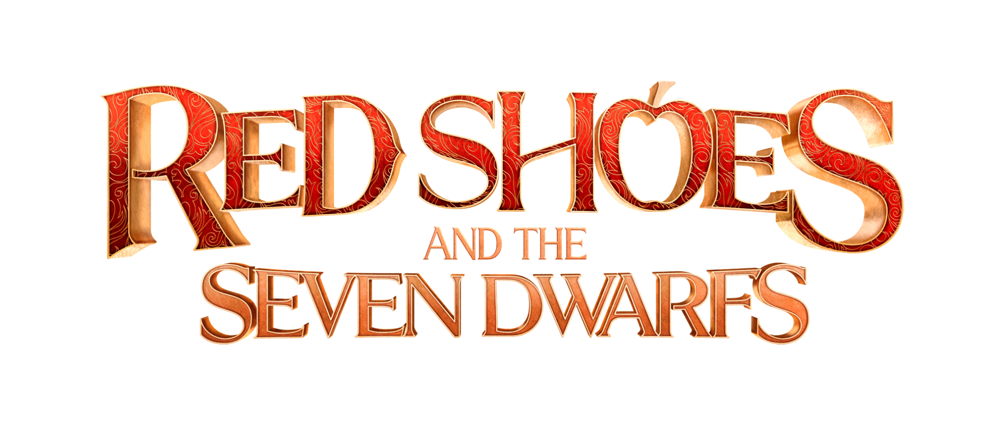 RED SHOES
AND THE
SEVEN DWARFS